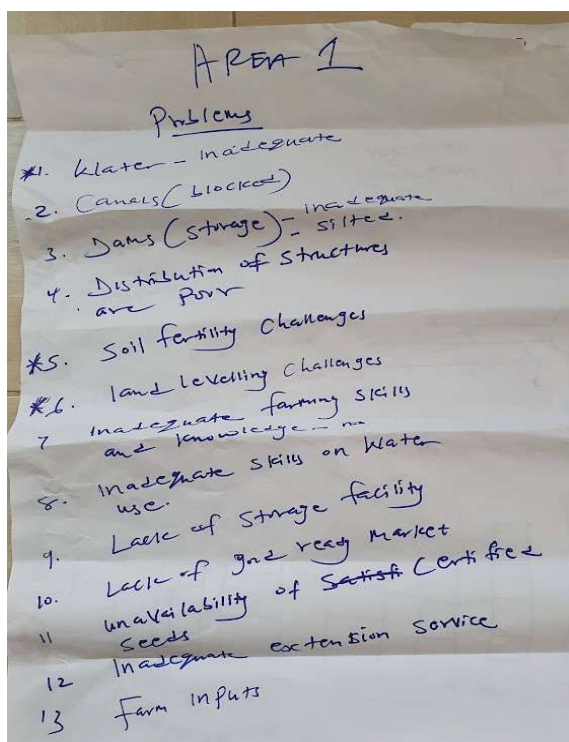 AREA 1
Problems
*1. Water - inadequate
2. Canals (blocked)
3. Dams (storage) - inadequate
- silted.
4. Distribution of structures
are poor
*5. Soil fertility challenges
*6. land levelling challenges
7 Inadequate farming skills
and knowledge -
8. Inadequate skills on water
use.
9. Lack of storage facility
10. Lack of good ready market
11 unavailability of Certified
seeds
12 Inadequate extension service
13 Farm inputs